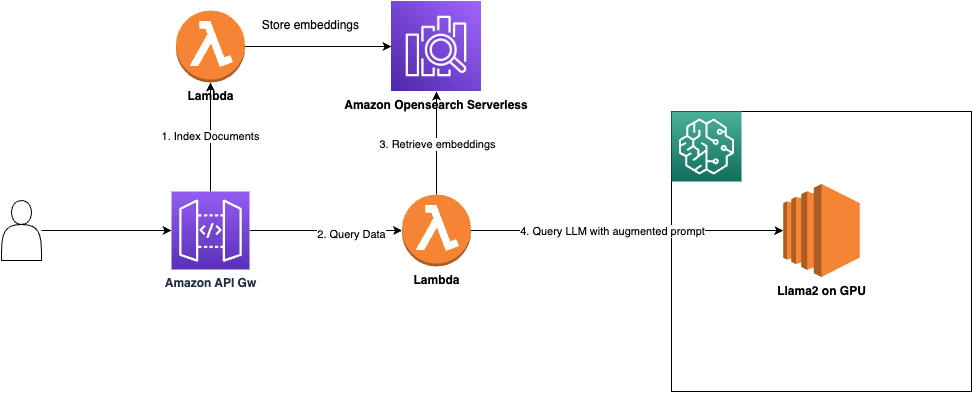 Store embeddings
Lambda
Amazon Opensearch Serverless
1. Index Documents
3. Retrieve embeddings
</>
2. Query Data
4. Query LLM with augmented prompt
Amazon API Gw
Lambda
Llama2 on GPU